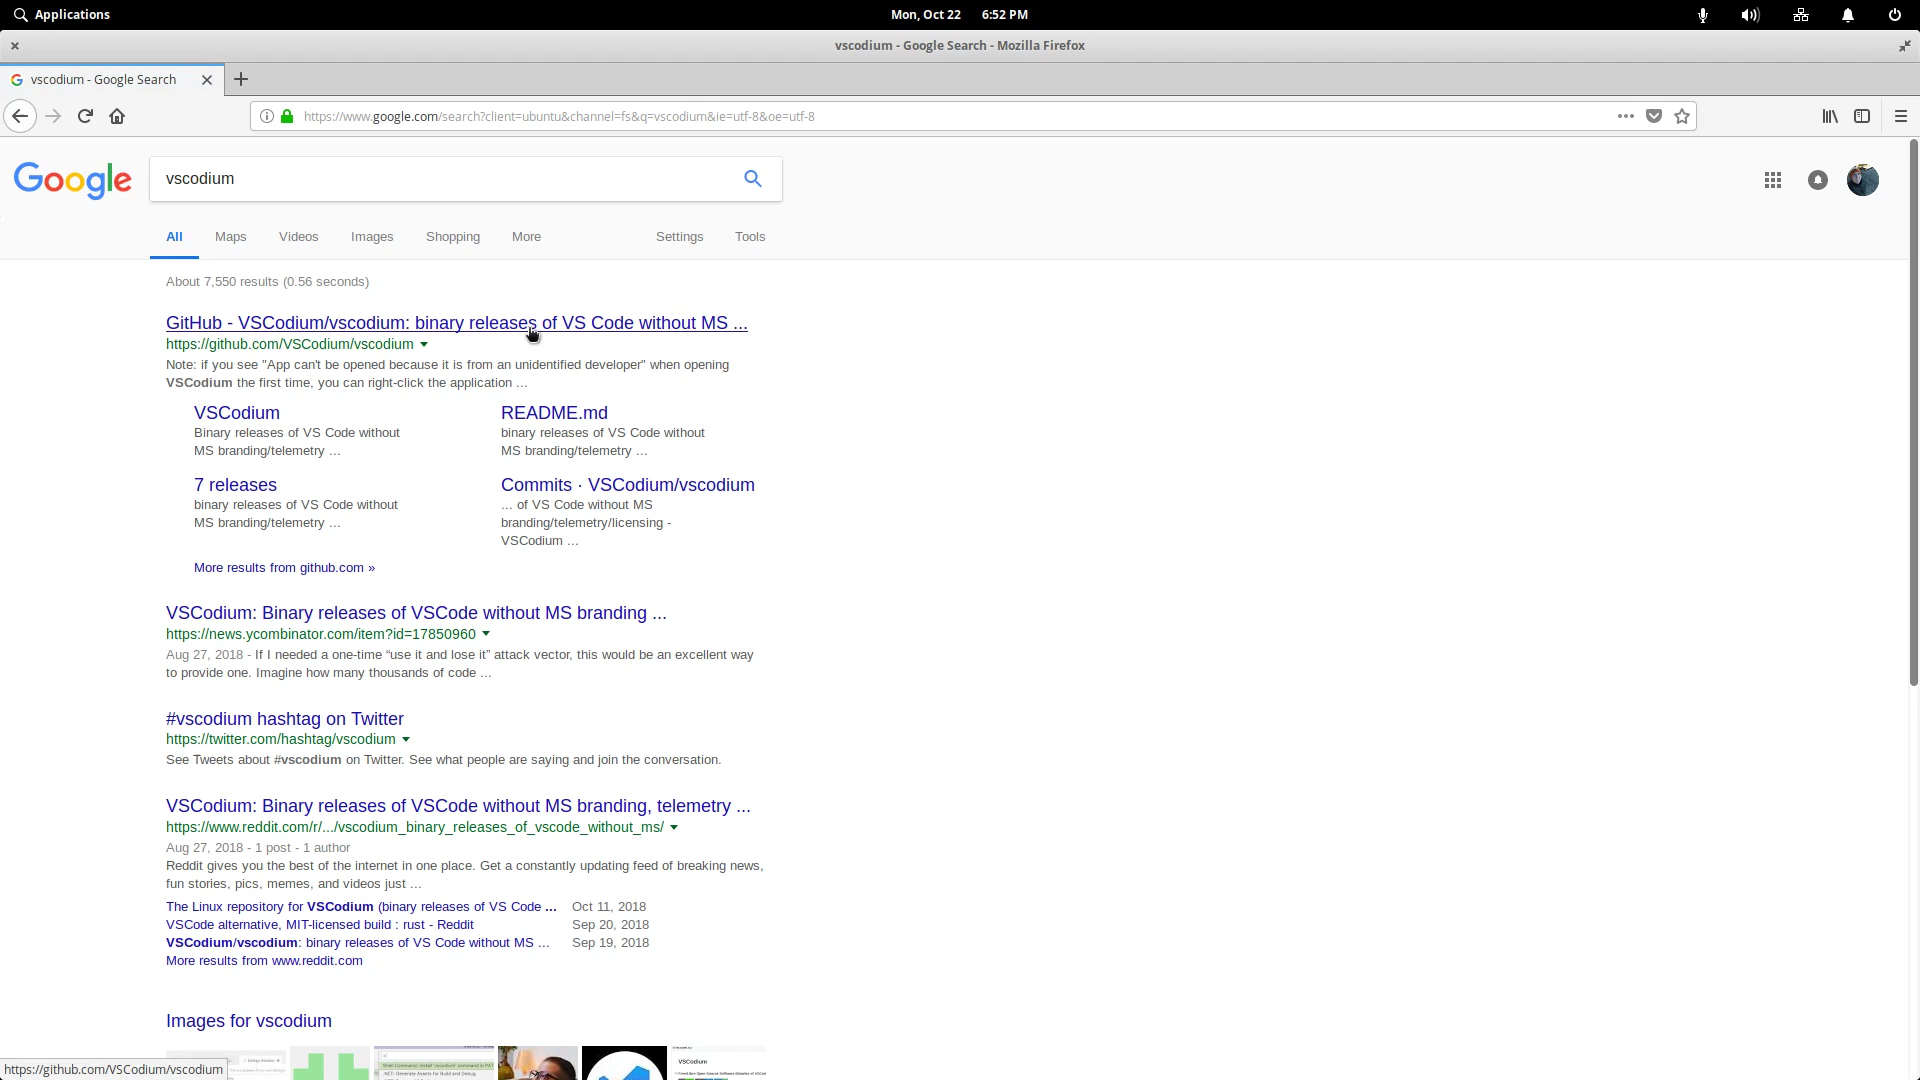 Applications
Mon, Oct 22 6:52 PM
vscodium - Google Search - Mozilla Firefox
vscodium - Google Search
https://www.google.com/search?client=ubuntu&channel=fs&q=vscodium&ie=utf-8&oe=utf-8
Google
vscodium
All Maps Videos Images Shopping More Settings Tools
About 7,550 results (0.56 seconds)
GitHub - VSCodium/vscodium: binary releases of VS Code without MS ...
https://github.com/VSCodium/vscodium
Note: if you see "App can't be opened because it is from an unidentified developer" when opening
VSCodium the first time, you can right-click the application ...
VSCodium
Binary releases of VS Code without
MS branding/telemetry ...
README.md
binary releases of VS Code without
MS branding/telemetry ...
7 releases
binary releases of VS Code without
MS branding/telemetry ...
Commits · VSCodium/vscodium
... of VS Code without MS
branding/telemetry/licensing -
VSCodium ...
More results from github.com »
VSCodium: Binary releases of VSCode without MS branding ...
https://news.ycombinator.com/item?id=17850960
Aug 27, 2018 - If I needed a one-time “use it and lose it” attack vector, this would be an excellent way
to provide one. Imagine how many thousands of code ...
#vscodium hashtag on Twitter
https://twitter.com/hashtag/vscodium
See Tweets about #vscodium on Twitter. See what people are saying and join the conversation.
VSCodium: Binary releases of VSCode without MS branding, telemetry ...
https://www.reddit.com/r/.../vscodium_binary_releases_of_vscode_without_ms/
Aug 27, 2018 - 1 post - 1 author
Reddit gives you the best of the internet in one place. Get a constantly updating feed of breaking news,
fun stories, pics, memes, and videos just ...
The Linux repository for VSCodium (binary releases of VS Code ... Oct 11, 2018
VSCode alternative, MIT-licensed build : rust - Reddit Sep 20, 2018
VSCodium/vscodium: binary releases of VS Code without MS ... Sep 19, 2018
More results from www.reddit.com
Images for vscodium
VSCodium
https://github.com/VSCodium/vscodium